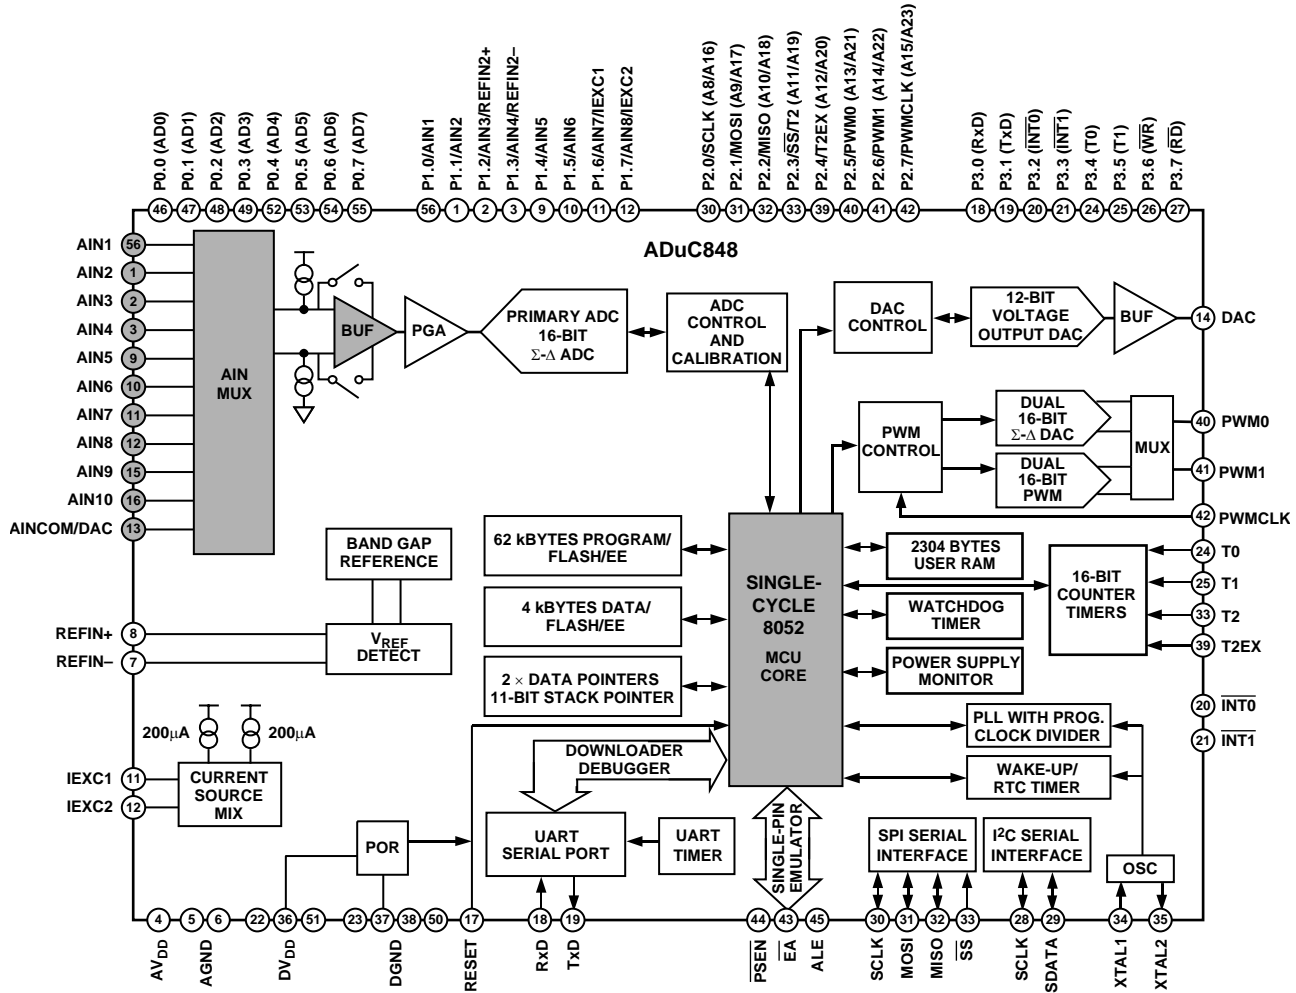 P0.0 (AD0)
P0.1 (AD1)
P0.2 (AD2)
P0.3 (AD3)
P0.4 (AD4)
P0.5 (AD5)
P0.6 (AD6)
P0.7 (AD7)
P1.0/AIN1
P1.1/AIN2
P1.2/AIN3/REFIN2+
P1.3/AIN4/REFIN2–
P1.4/AIN5
P1.5/AIN6
P1.6/AIN7/IEXC1
P1.7/AIN8/IEXC2
P2.0/SCLK (A8/A16)
P2.1/MOSI (A9/A17)
P2.2/MISO (A10/A18)
P2.3/SS/T2 (A11/A19)
P2.4/T2EX (A12/A20)
P2.5/PWM0 (A13/A21)
P2.6/PWM1 (A14/A22)
P2.7/PWMCLK (A15/A23)
P3.0 (RxD)
P3.1 (TxD)
P3.2 (INT0)
P3.3 (INT1)
P3.4 (T0)
P3.5 (T1)
P3.6 (WR)
P3.7 (RD)
46 47 48 49 52 53 54 55
56 1 2 3 9 10 11 12
30 31 32 33 39 40 41 42
18 19 20 21 24 25 26 27
ADuC848
AIN1 56
AIN2 1
AIN3 2
AIN4 3
AIN5 9
AIN6 10
AIN7 11
AIN8 12
AIN9 15
AIN10 16
AINCOM/DAC 13
AIN
MUX
BUF
PGA
PRIMARY ADC
16-BIT
Σ-Δ ADC
ADC
CONTROL
AND
CALIBRATION
DAC
CONTROL
12-BIT
VOLTAGE
OUTPUT DAC
BUF
14 DAC
PWM
CONTROL
DUAL
16-BIT
Σ-Δ DAC
DUAL
16-BIT
PWM
MUX
40 PWM0
41 PWM1
42 PWMCLK
BAND GAP
REFERENCE
VREF
DETECT
REFIN+ 8
REFIN– 7
62 kBYTES PROGRAM/
FLASH/EE
4 kBYTES DATA/
FLASH/EE
2 × DATA POINTERS
11-BIT STACK POINTER
SINGLE-
CYCLE
8052
MCU
CORE
2304 BYTES
USER RAM
WATCHDOG
TIMER
POWER SUPPLY
MONITOR
16-BIT
COUNTER
TIMERS
24 T0
25 T1
33 T2
39 T2EX
20 INT0
21 INT1
PLL WITH PROG.
CLOCK DIVIDER
WAKE-UP/
RTC TIMER
200μA
200μA
IEXC1 11
IEXC2 12
CURRENT
SOURCE
MIX
DOWNLOADER
DEBUGGER
POR
UART
SERIAL PORT
UART
TIMER
SINGLE-PIN
EMULATOR
SPI SERIAL
INTERFACE
I2C SERIAL
INTERFACE
OSC
4 5 6 22 36 51 23 37 38 50 17 18 19 44 43 45 30 31 32 33 28 29 34 35
AVDD
AGND
DVDD
DGND
RESET
RxD
TxD
PSEN
EA
ALE
SCLK
MOSI
MISO
SS
SCLK
SDATA
XTAL1
XTAL2